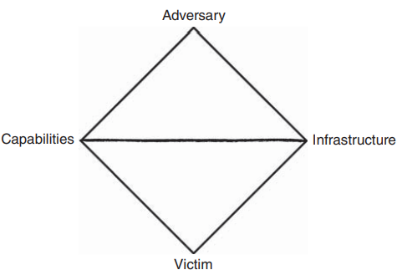 Adversary
Capabilities
Infrastructure
Victim